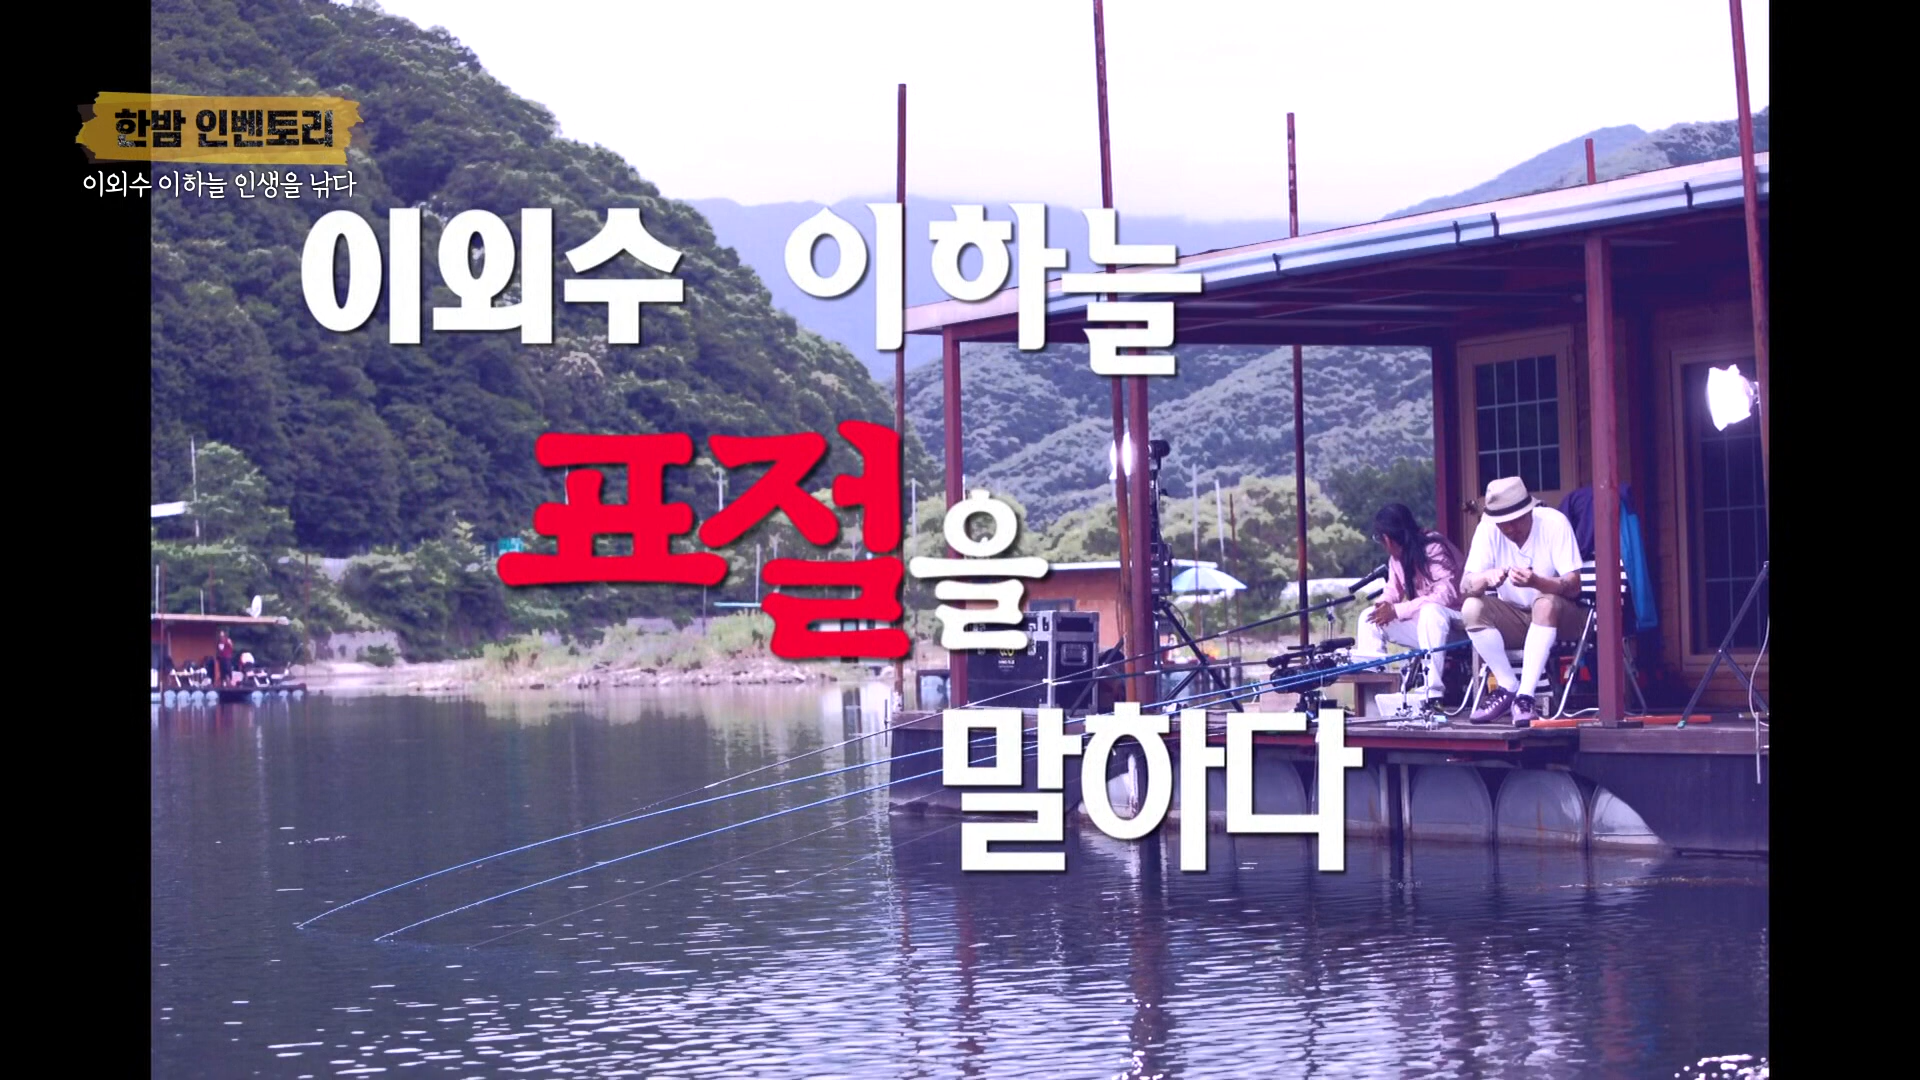 한밤 인벤토리
이외수 이하늘 인생을 낚다
이외수 이하늘
표절을
말하다